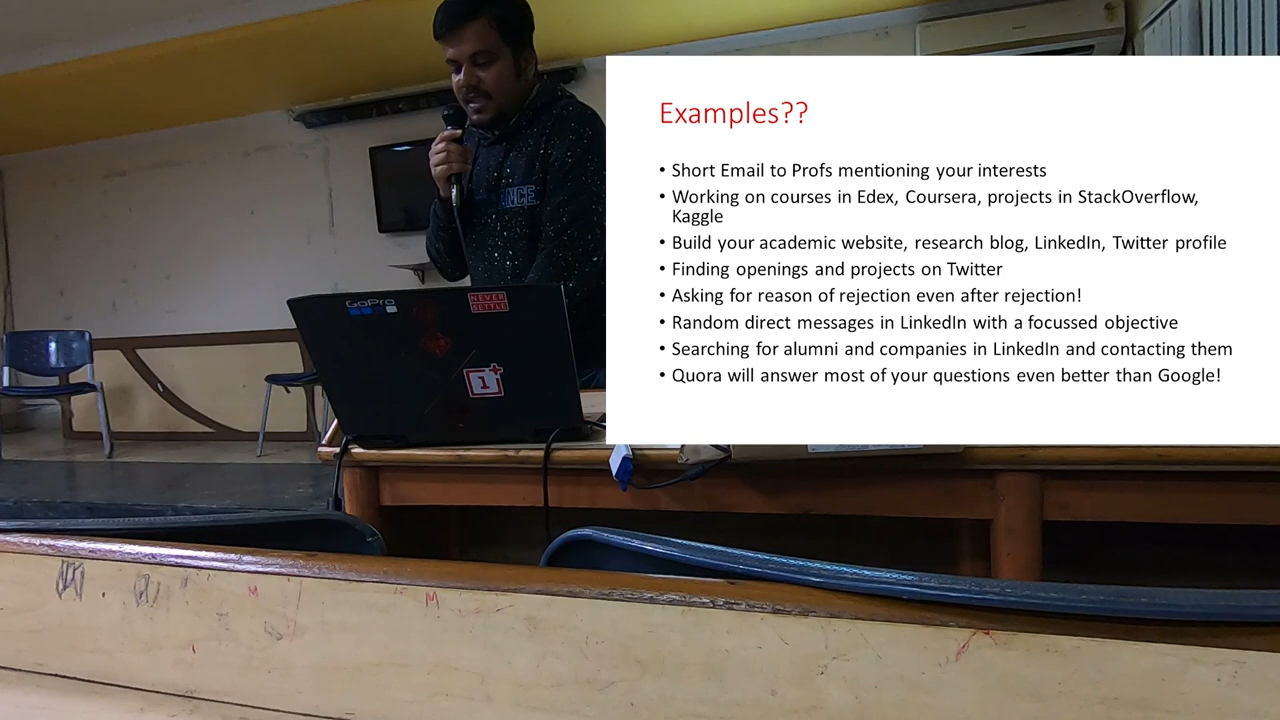 Examples??
• Short Email to Profs mentioning your interests
• Working on courses in Edex, Coursera, projects in StackOverflow,
Kaggle
• Build your academic website, research blog, LinkedIn, Twitter profile
• Finding openings and projects on Twitter
• Asking for reason of rejection even after rejection!
• Random direct messages in LinkedIn with a focussed objective
• Searching for alumni and companies in LinkedIn and contacting them
• Quora will answer most of your questions even better than Google!
NCE
GoPro
NEVER
SETTLE
1+
M
M